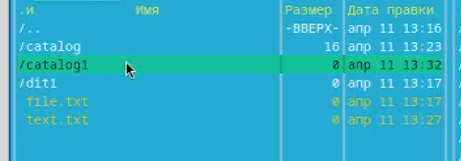 .и Имя Размер Дата правки
/.. -ВВЕРХ- апр 11 13:16
/catalog 16 апр 11 13:23
/catalog1 0 апр 11 13:32
/dit1 0 апр 11 13:17
file.txt 0 апр 11 13:17
text.txt 0 апр 11 13:27